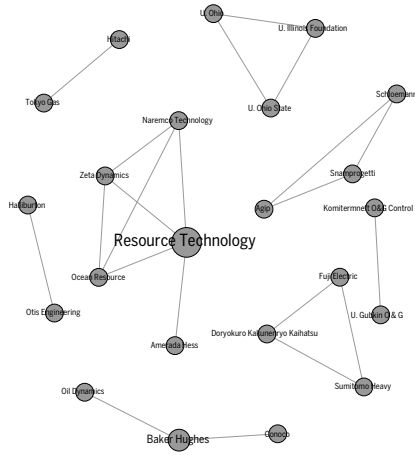 U. Ohio
U. Illinois Foundation
Hitachi
Tokyo Gas
U. Ohio State
Schloemann
Naremco Technology
Zeta Dynamics
Snamprogetti
Halliburton
Agip
Komitermneft O&G Control
Resource Technology
Ocean Resource
Fuji Electric
Otis Engineering
U. Gubkin O & G
Doryokuro Kakunenryo Kaihatsu
Amerada Hess
Sumitomo Heavy
Oil Dynamics
Baker Hughes
Conoco